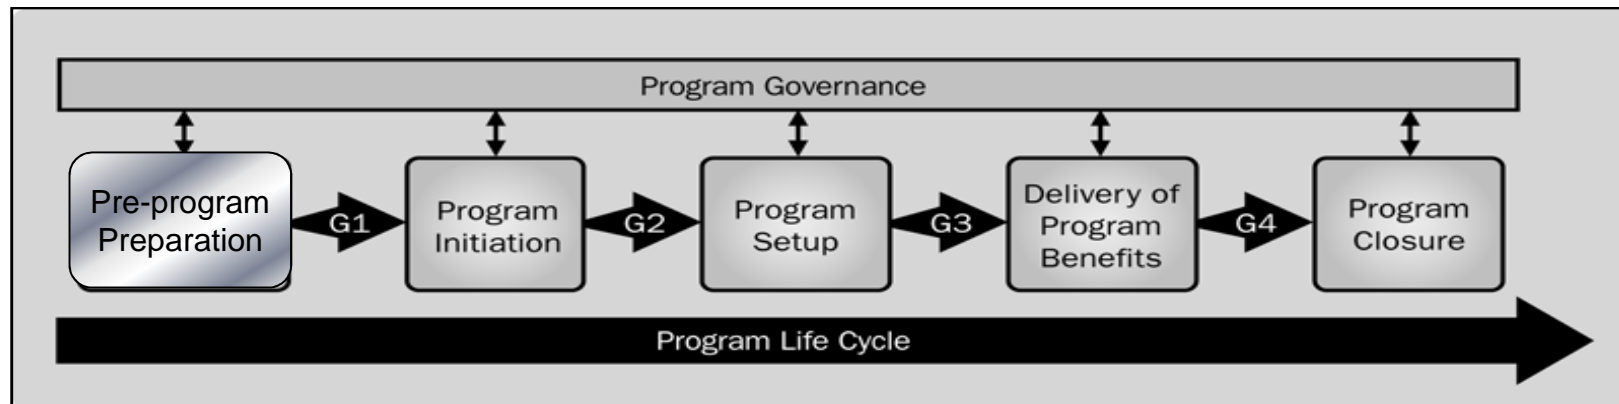 Program Governance
Pre-program
Preparation
G1
Program
Initiation
G2
Program
Setup
G3
Delivery of
Program
Benefits
G4
Program
Closure
Program Life Cycle